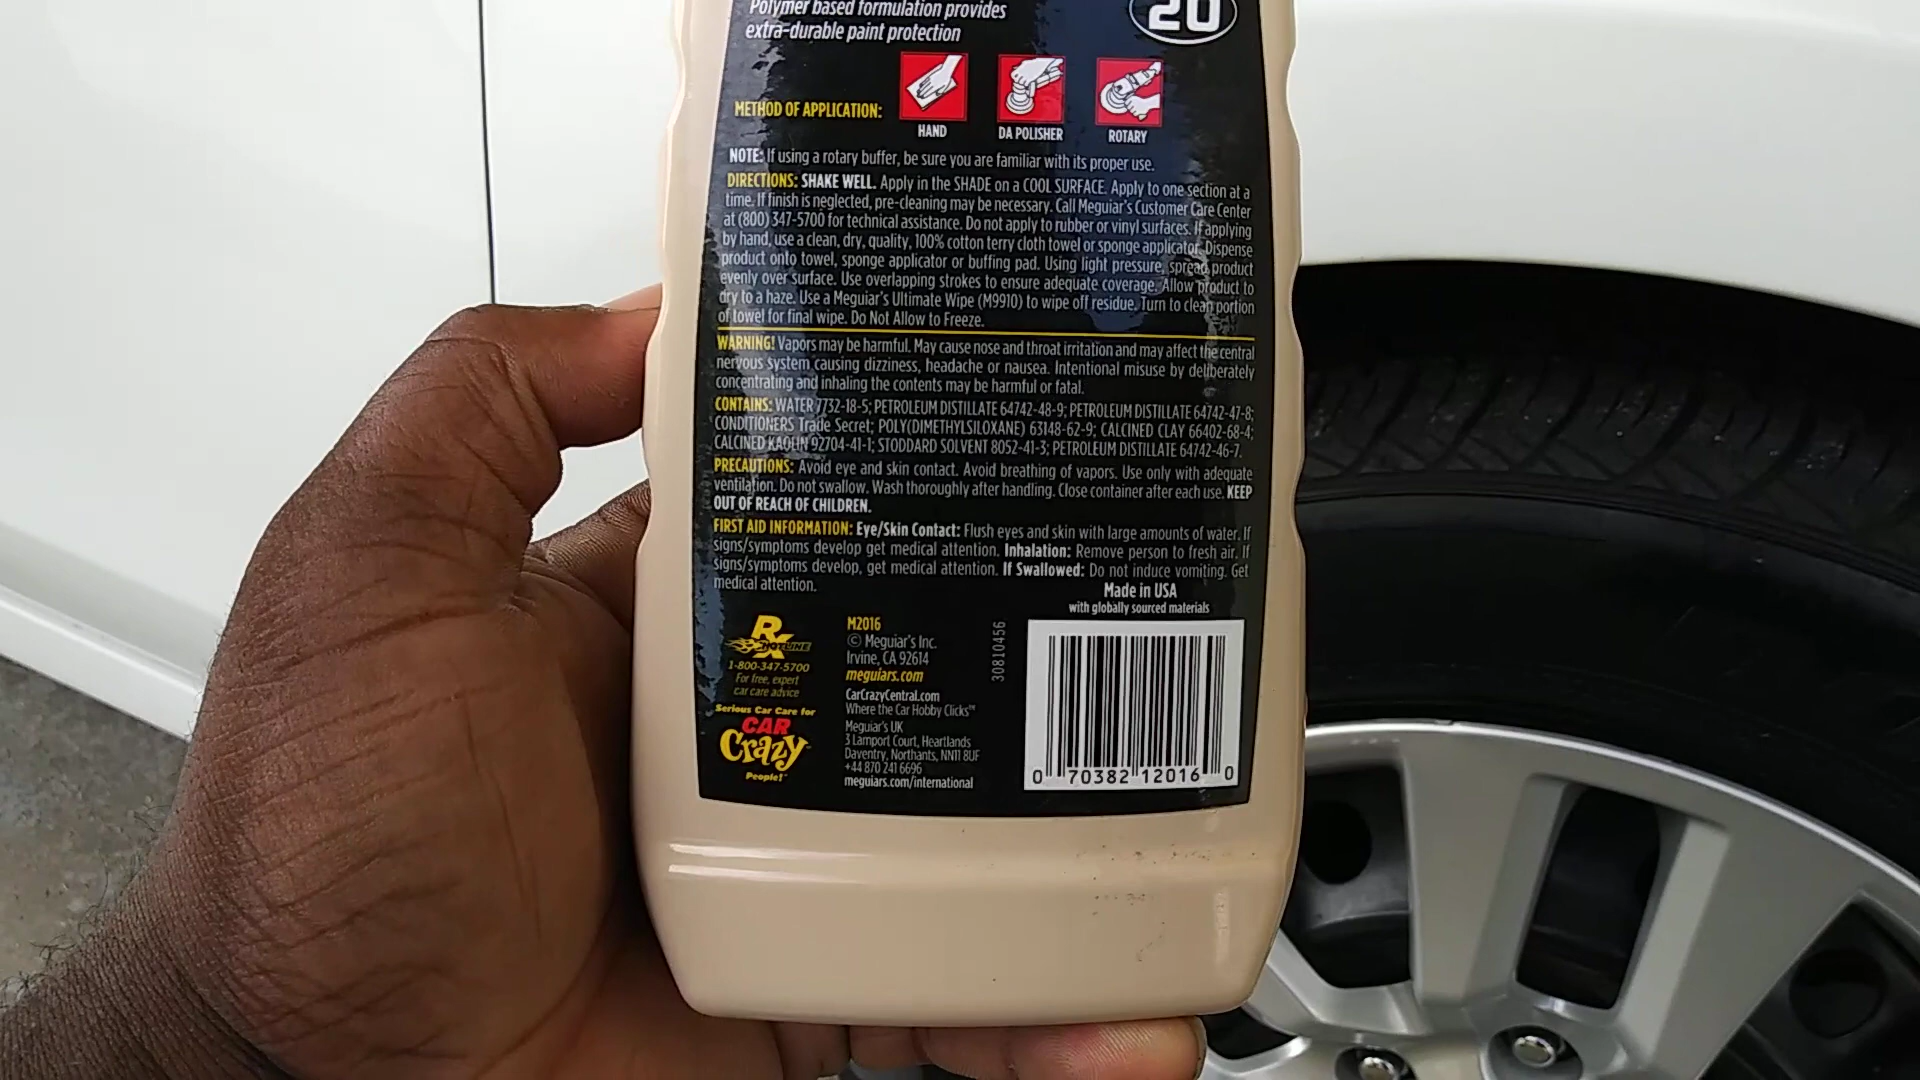 Polymer based formulation provides
extra-durable paint protection
20
METHOD OF APPLICATION:
HAND
DA POLISHER
ROTARY
NOTE: If using a rotary buffer, be sure you are familiar with its proper use.
DIRECTIONS: SHAKE WELL. Apply in the SHADE on a COOL SURFACE. Apply to one section at a
time. If finish is neglected, pre-cleaning may be necessary. Call Meguiar's Customer Care Center
at (800) 347-5700 for technical assistance. Do not apply to rubber or vinyl surfaces. If applying
by hand, use a clean, dry, quality, 100% cotton terry cloth towel or sponge applicator. Dispense
product onto towel, sponge applicator or buffing pad. Using light pressure, spread product
evenly over surface. Use overlapping strokes to ensure adequate coverage. Allow product to
dry to a haze. Use a Meguiar's Ultimate Wipe (M9910) to wipe off residue. Turn to clean portion
of towel for final wipe. Do Not Allow to Freeze.
WARNING! Vapors may be harmful. May cause nose and throat irritation and may affect the central
nervous system causing dizziness, headache or nausea. Intentional misuse by deliberately
concentrating and inhaling the contents may be harmful or fatal.
CONTAINS: WATER 7732-18-5; PETROLEUM DISTILLATE 64742-48-9; PETROLEUM DISTILLATE 64742-47-8;
CONDITIONERS Trade Secret; POLY(DIMETHYLSILOXANE) 63148-62-9; CALCINED CLAY 66402-68-4;
CALCINED KAOLIN 92704-41-1; STODDARD SOLVENT 8052-41-3; PETROLEUM DISTILLATE 64742-46-7.
PRECAUTIONS: Avoid eye and skin contact. Avoid breathing of vapors. Use only with adequate
ventilation. Do not swallow. Wash thoroughly after handling. Close container after each use. KEEP
OUT OF REACH OF CHILDREN.
FIRST AID INFORMATION: Eye/Skin Contact: Flush eyes and skin with large amounts of water. If
signs/symptoms develop get medical attention. Inhalation: Remove person to fresh air. If
signs/symptoms develop, get medical attention. If Swallowed: Do not induce vomiting. Get
medical attention.
Made in USA
with globally sourced materials
Rx
HOTLINE
1-800-347-5700
For free, expert
car care advice
Serious Car Care for
CAR
Crazy
People!™
M2016
© Meguiar's Inc.
Irvine, CA 92614
meguiars.com
CarCrazyCentral.com
Where the Car Hobby Clicks™
Meguiar's UK
3 Lamport Court, Heartlands
Daventry, Northants, NN11 8UF
+44 870 241 6696
meguiars.com/international
30810456
0 70382 12016 0